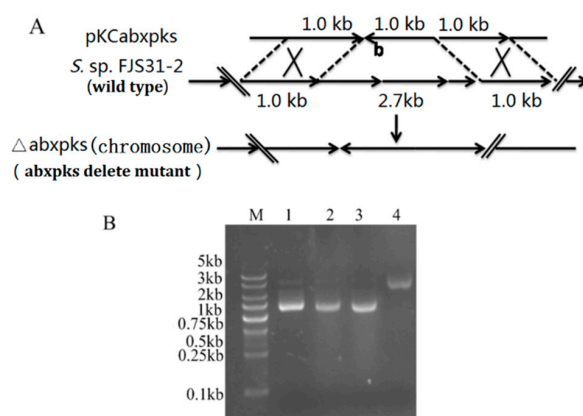 A
1.0 kb 1.0 kb 1.0 kb
pKCabxpks
b
S. sp. FJS31-2
(wild type)
1.0 kb 2.7kb 1.0 kb
△abxpks(chromosome)
( abxpks delete mutant )
B
M 1 2 3 4
5kb
3kb
2kb
1kb
0.75kb
0.5kb
0.25kb
0.1kb